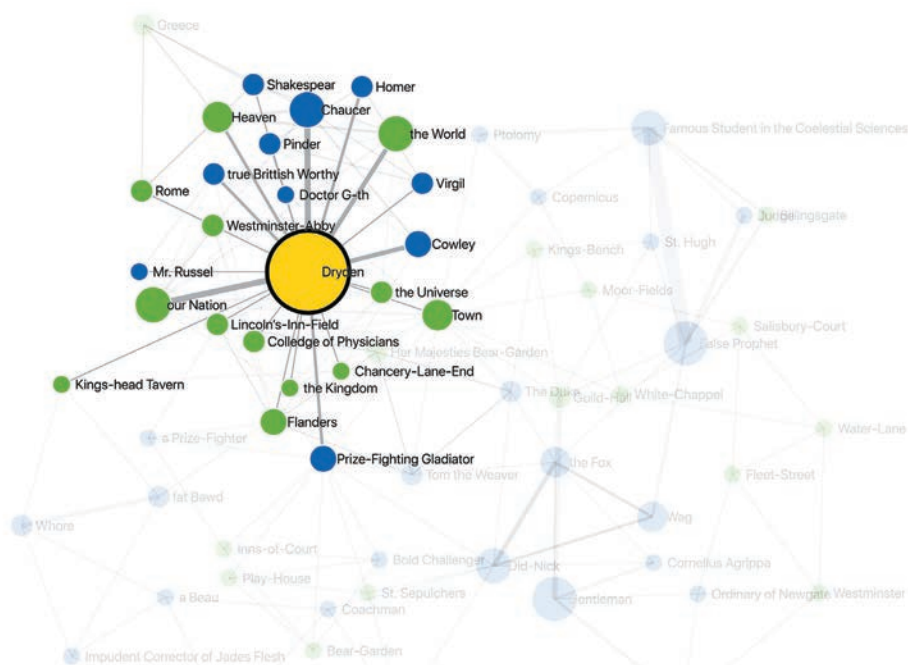 Greece
Shakespear
Homer
Heaven
Chaucer
the World
Ptolomy
Famous Student in the Coelestial Sciences
Pinder
true Brittish Worthy
Virgil
Rome
Doctor G-th
Copernicus
Westminster-Abby
Billingsgate
Cowley
Kings-Bench
St. Hugh
Mr. Russel
Dryden
our Nation
the Universe
Moor-Fields
Lincoln's-Inn-Field
Town
Salisbury-Court
Colledge of Physicians
False Prophet
Her Majesties Bear-Garden
Chancery-Lane-End
Kings-head Tavern
the Kingdom
The Duke
Guild-Hall
White-Chappel
Flanders
Water-Lane
a Prize-Fighter
Prize-Fighting Gladiator
the Fox
Tom the Weaver
Fleet-Street
fat Bawd
Whore
Wag
Inns-of-Court
Bold Challenger
Old-Nick
Cornelius Agrippa
Play-House
St. Sepulchers
a Beau
Coachman
Gentleman
Ordinary of Newgate
Westminster
Impudent Corrector of Jades Flesh
Bear-Garden